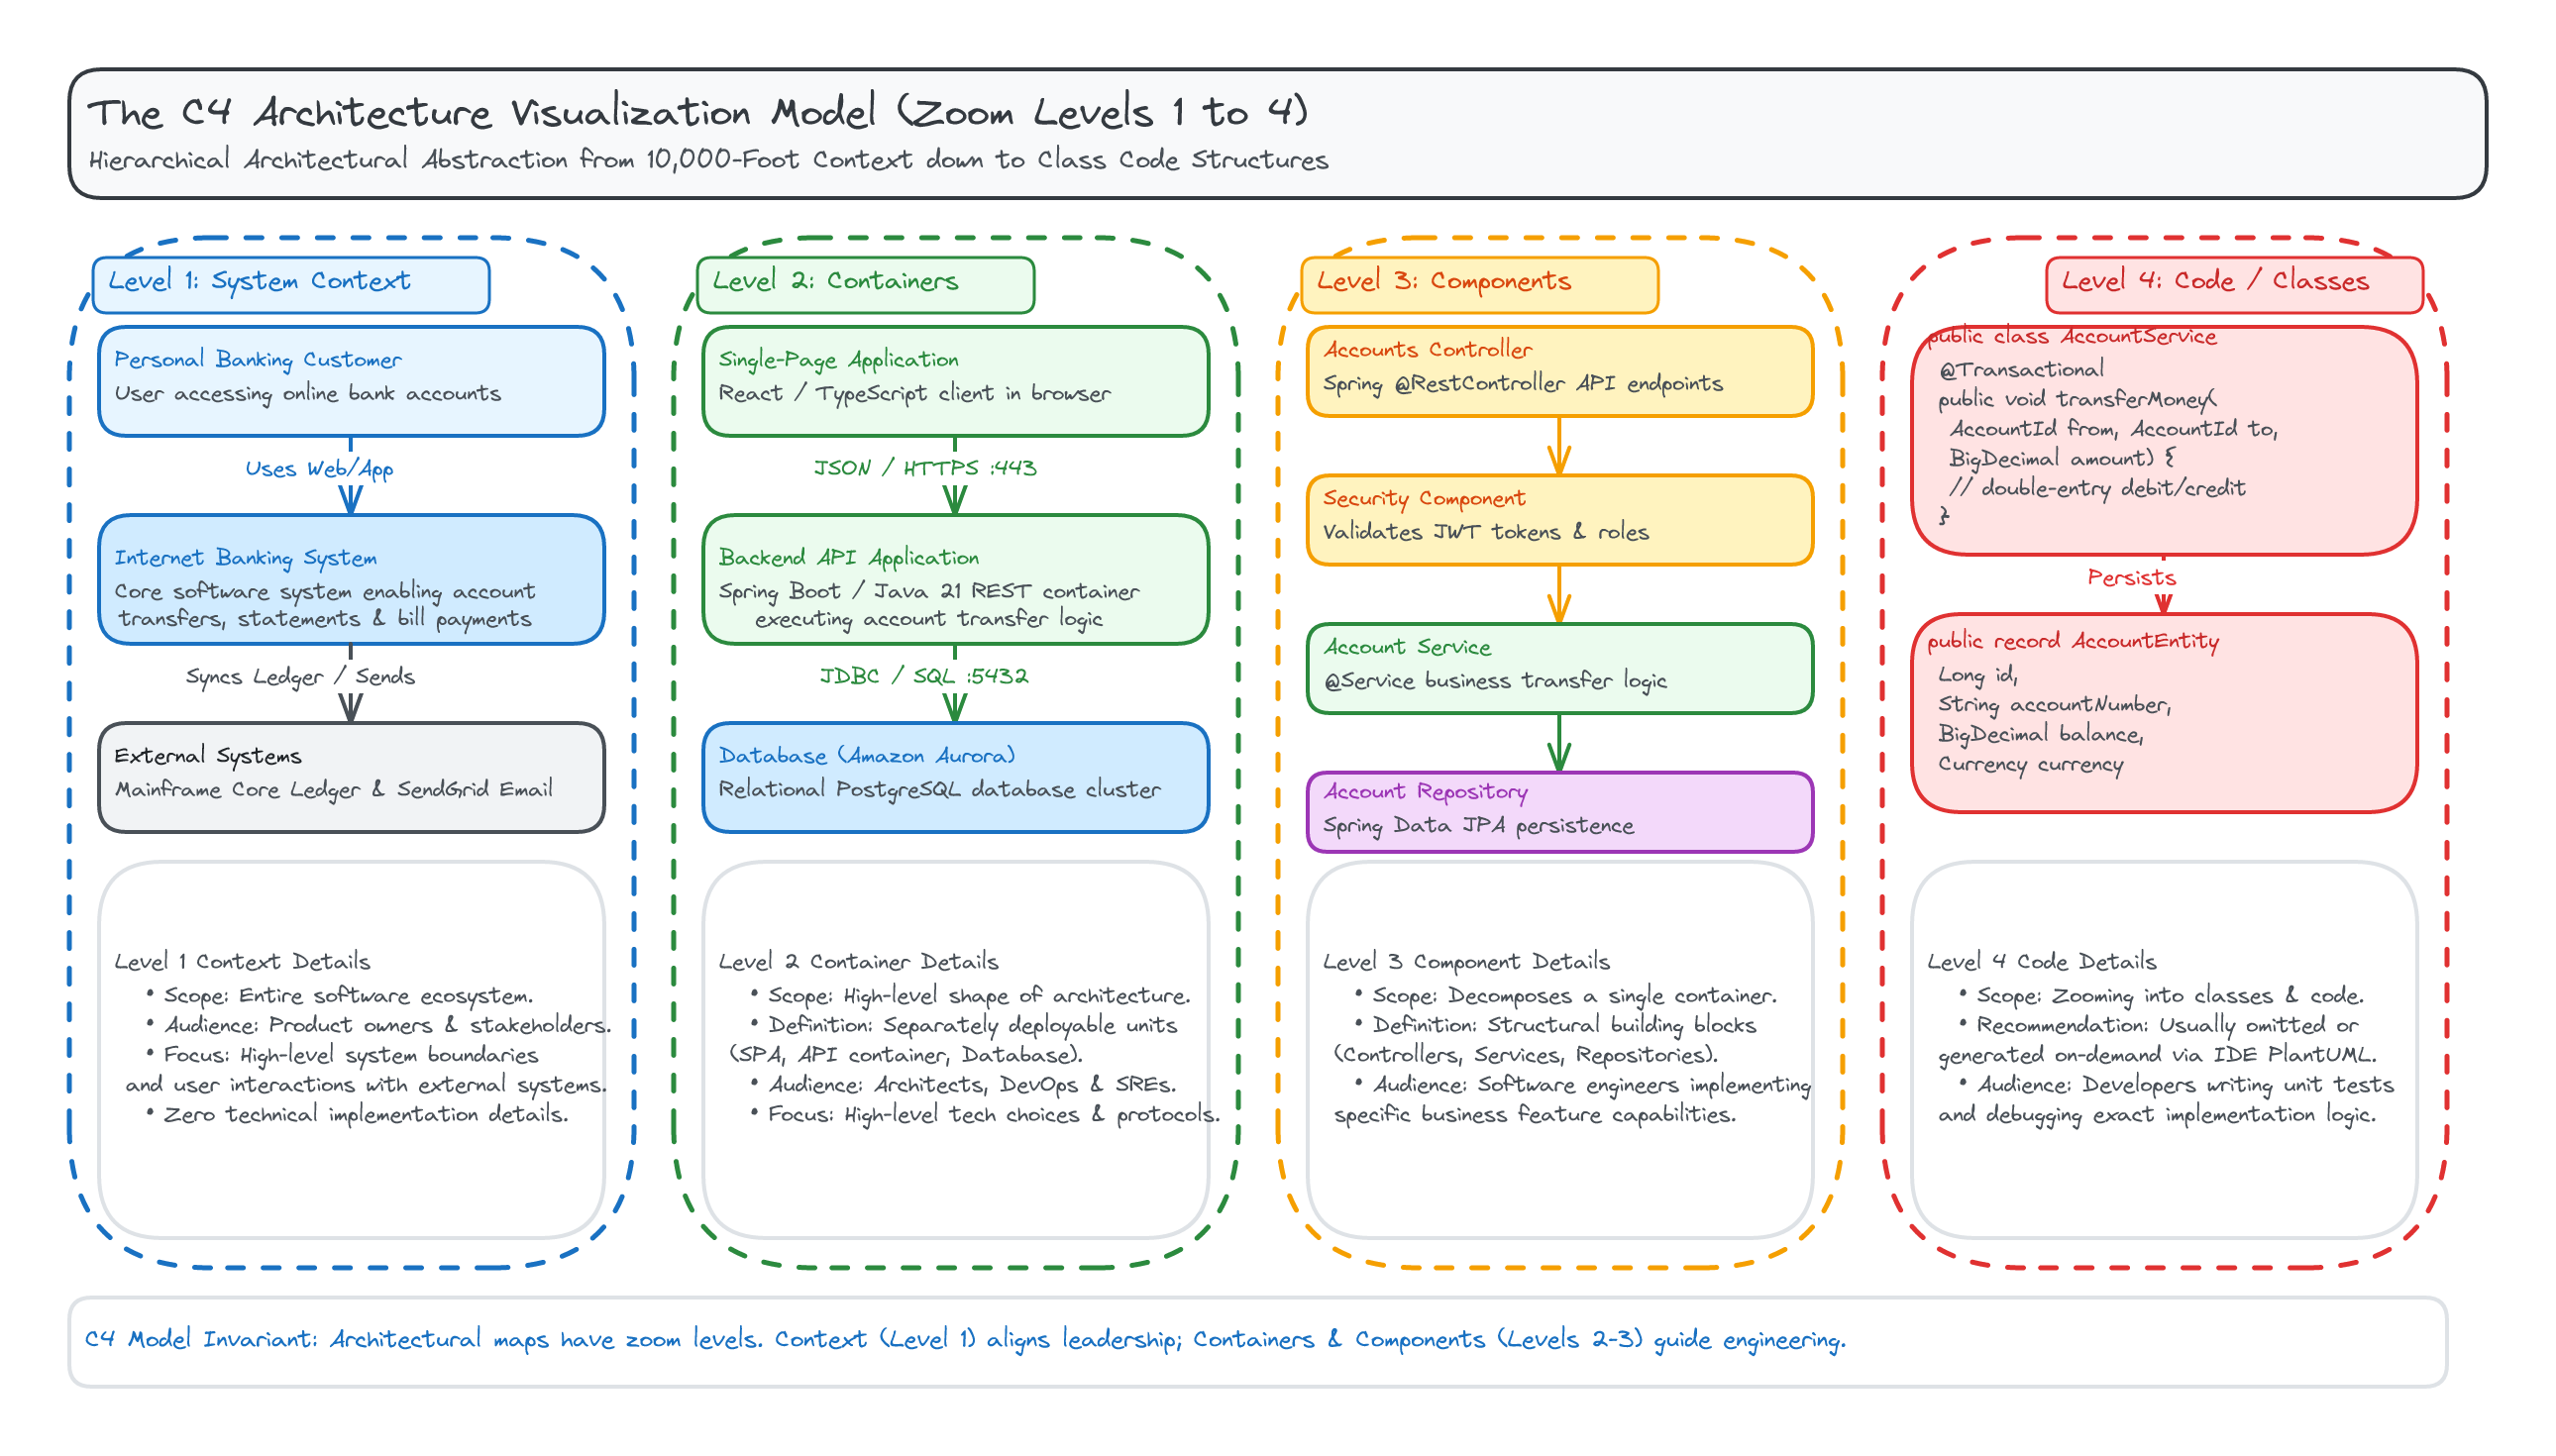 The C4 Architecture Visualization Model (Zoom Levels 1 to 4)
Hierarchical Architectural Abstraction from 10,000-Foot Context down to Class Code Structures
Level 1: System Context
Personal Banking Customer
User accessing online bank accounts
Uses Web/App
Internet Banking System
Core software system enabling account
transfers, statements & bill payments
Syncs Ledger / Sends
External Systems
Mainframe Core Ledger & SendGrid Email
Level 1 Context Details
• Scope: Entire software ecosystem.
• Audience: Product owners & stakeholders.
• Focus: High-level system boundaries
and user interactions with external systems.
• Zero technical implementation details.
Level 2: Containers
Single-Page Application
React / TypeScript client in browser
JSON / HTTPS :443
Backend API Application
Spring Boot / Java 21 REST container
executing account transfer logic
JDBC / SQL :5432
Database (Amazon Aurora)
Relational PostgreSQL database cluster
Level 2 Container Details
• Scope: High-level shape of architecture.
• Definition: Separately deployable units
(SPA, API container, Database).
• Audience: Architects, DevOps & SREs.
• Focus: High-level tech choices & protocols.
Level 3: Components
Accounts Controller
Spring @RestController API endpoints
Security Component
Validates JWT tokens & roles
Account Service
@Service business transfer logic
Account Repository
Spring Data JPA persistence
Level 3 Component Details
• Scope: Decomposes a single container.
• Definition: Structural building blocks
(Controllers, Services, Repositories).
• Audience: Software engineers implementing
specific business feature capabilities.
Level 4: Code / Classes
public class AccountService
@Transactional
public void transferMoney(
AccountId from, AccountId to,
BigDecimal amount) {
// double-entry debit/credit
}
Persists
public record AccountEntity
Long id,
String accountNumber,
BigDecimal balance,
Currency currency
Level 4 Code Details
• Scope: Zooming into classes & code.
• Recommendation: Usually omitted or
generated on-demand via IDE PlantUML.
• Audience: Developers writing unit tests
and debugging exact implementation logic.
C4 Model Invariant: Architectural maps have zoom levels. Context (Level 1) aligns leadership; Containers & Components (Levels 2-3) guide engineering.